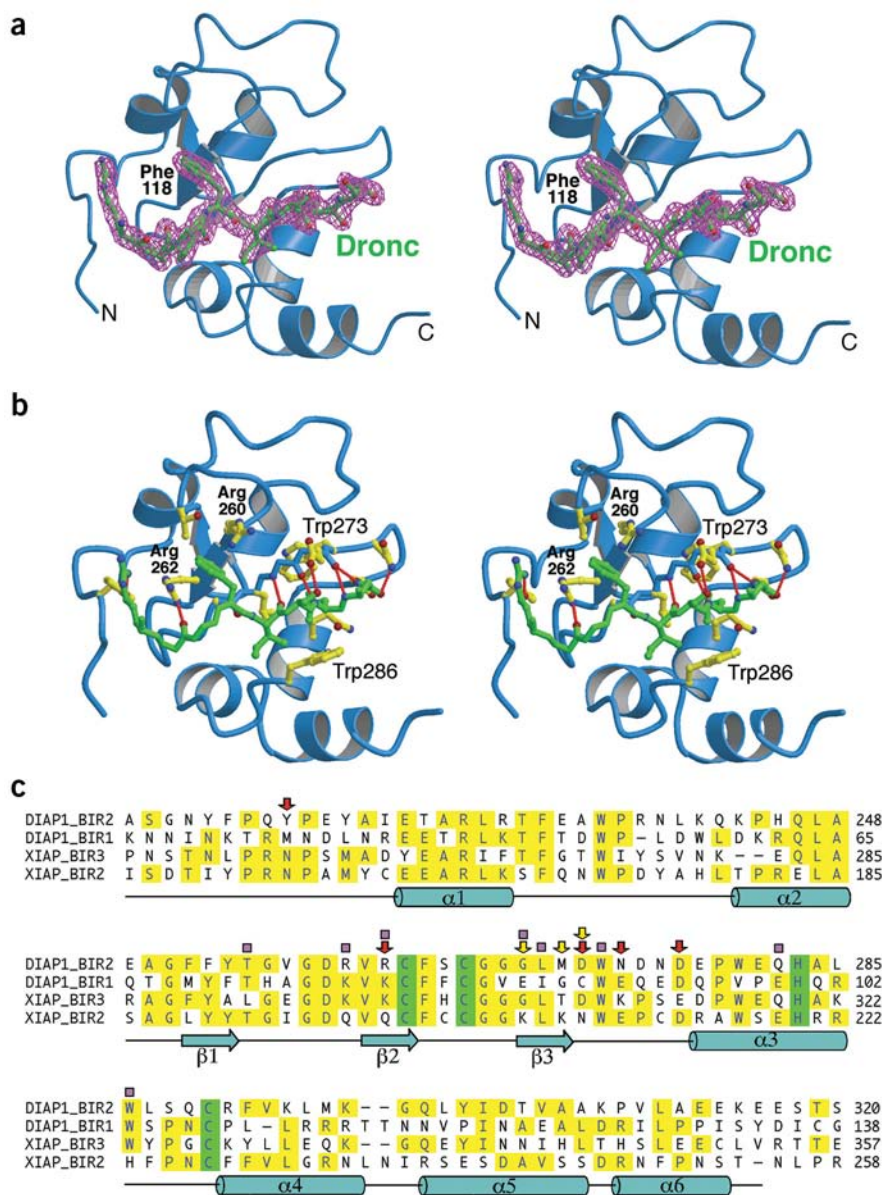 a
Phe
118
Dronc
N
C
Phe
118
Dronc
N
C
b
Arg
260
Trp273
Arg
262
Trp286
Arg
260
Trp273
Arg
262
Trp286
c
DIAP1_BIR2 A S G N Y F P Q Y P E Y A I E T A R L R T F E A W P R N L K Q K P H Q L A 248
DIAP1_BIR1 K N N I N K T R M N D L N R E E T R L K T F T D W P – L D W L D K R Q L A 65
XIAP_BIR3 P N S T N L P R N P S M A D Y E A R I F T F G T W I Y S V N K – – E Q L A 285
XIAP_BIR2 I S D T I Y P R N P A M Y C E E A R L K S F Q N W P D Y A H L T P R E L A 185
α1 α2
DIAP1_BIR2 E A G F F Y T G V G D R V R C F S C G G G L M D W N D N D E P W E Q H A L 285
DIAP1_BIR1 Q T G M Y F T H A G D K V K C F F C G V E I G C W E Q E D Q P V P E H Q R 102
XIAP_BIR3 R A G F Y A L G E G D K V K C F H C G G G L T D W K P S E D P W E Q H A K 322
XIAP_BIR2 S A G L Y Y T G I G D Q V Q C F C C G G K L K N W E P C D R A W S E H R R 222
β1 β2 β3 α3
DIAP1_BIR2 W L S Q C R F V K L M K – – G Q L Y I D T V A A K P V L A E E K E E S T S 320
DIAP1_BIR1 W S P N C P L – L R R R T T N N V P I N A E A L D R I L P P I S Y D I C G 138
XIAP_BIR3 W Y P G C K Y L L E Q K – – G Q E Y I N N I H L T H S L E E C L V R T T E 357
XIAP_BIR2 H F P N C F F V L G R N L N I R S E S D A V S S D R N F P N S T – N L P R 258
α4 α5 α6